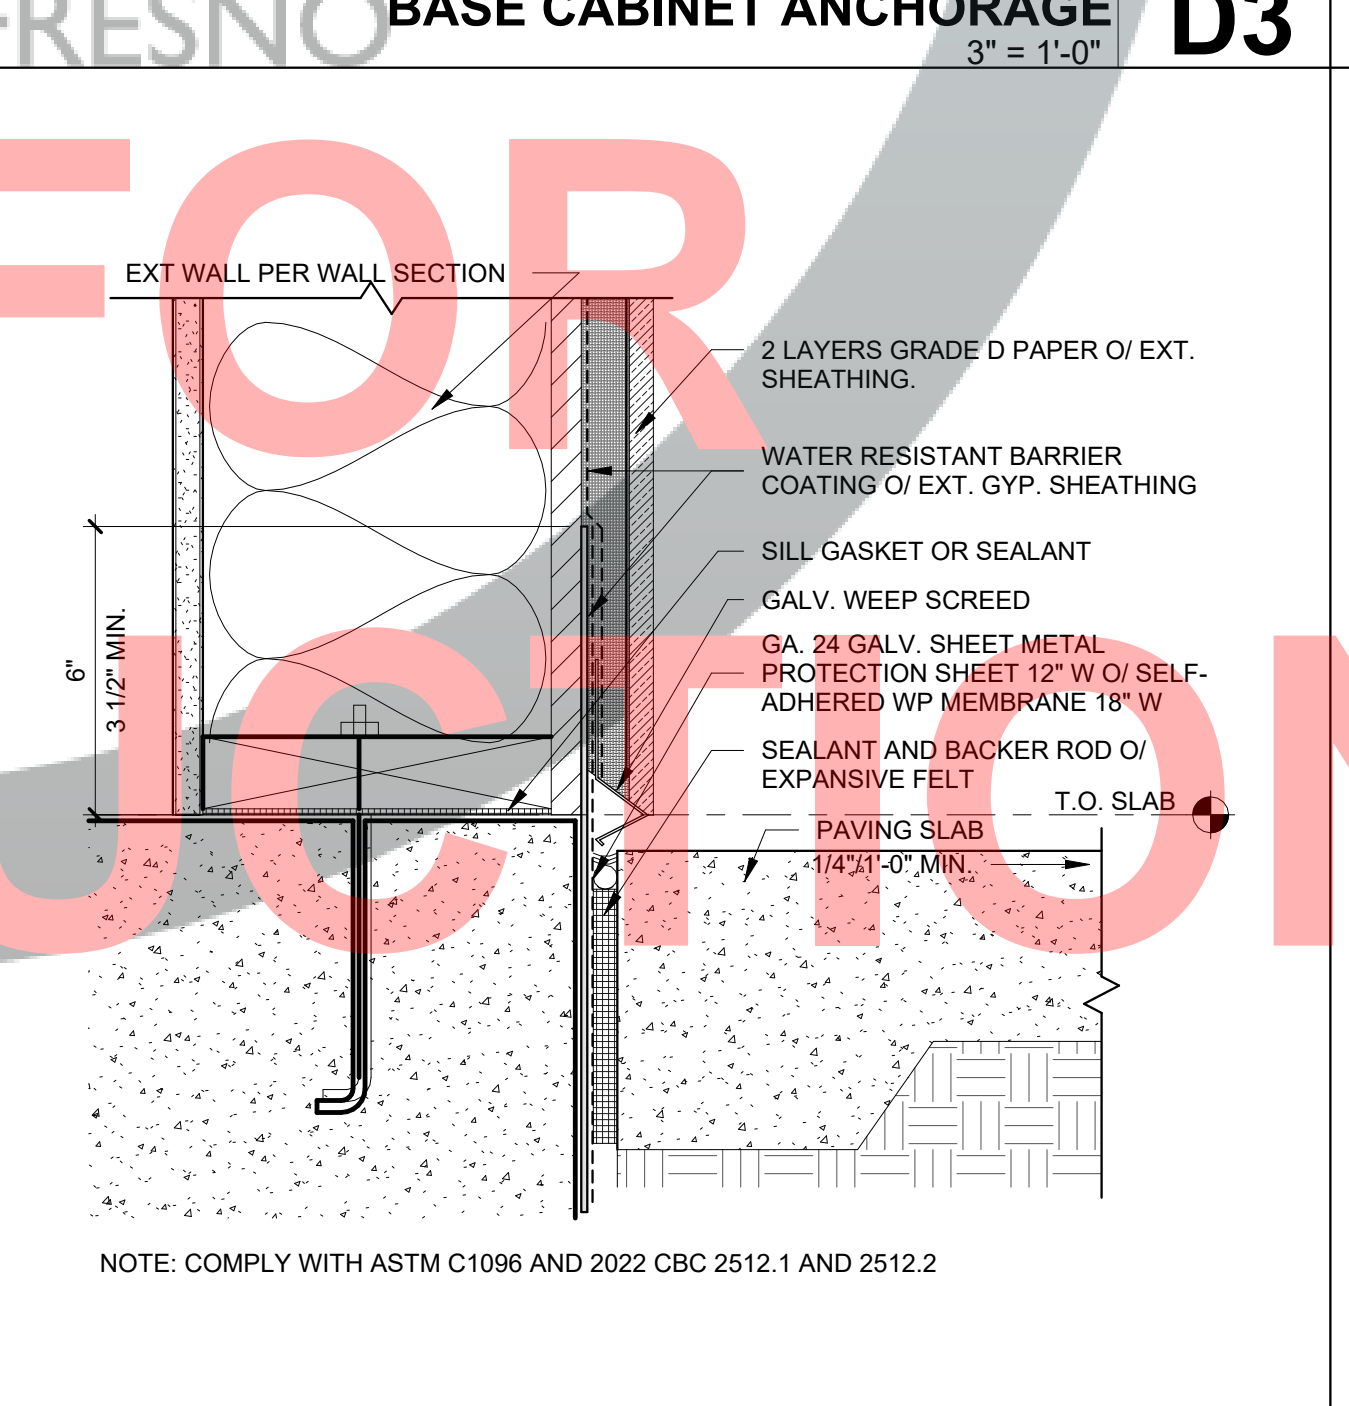 FRESNO
BASE CABINET ANCHORAGE
3" = 1'-0"
D3
FOR
EXT WALL PER WALL SECTION
2 LAYERS GRADE D PAPER O/ EXT.
SHEATHING.
WATER RESISTANT BARRIER
COATING O/ EXT. GYP. SHEATHING
SILL GASKET OR SEALANT
GALV. WEEP SCREED
GA. 24 GALV. SHEET METAL
PROTECTION SHEET 12" W O/ SELF-
ADHERED WP MEMBRANE 18" W
SEALANT AND BACKER ROD O/
EXPANSIVE FELT
T.O. SLAB
PAVING SLAB
1/4"/1'-0" MIN.
6"
3 1/2" MIN.
UCTION
NOTE: COMPLY WITH ASTM C1096 AND 2022 CBC 2512.1 AND 2512.2